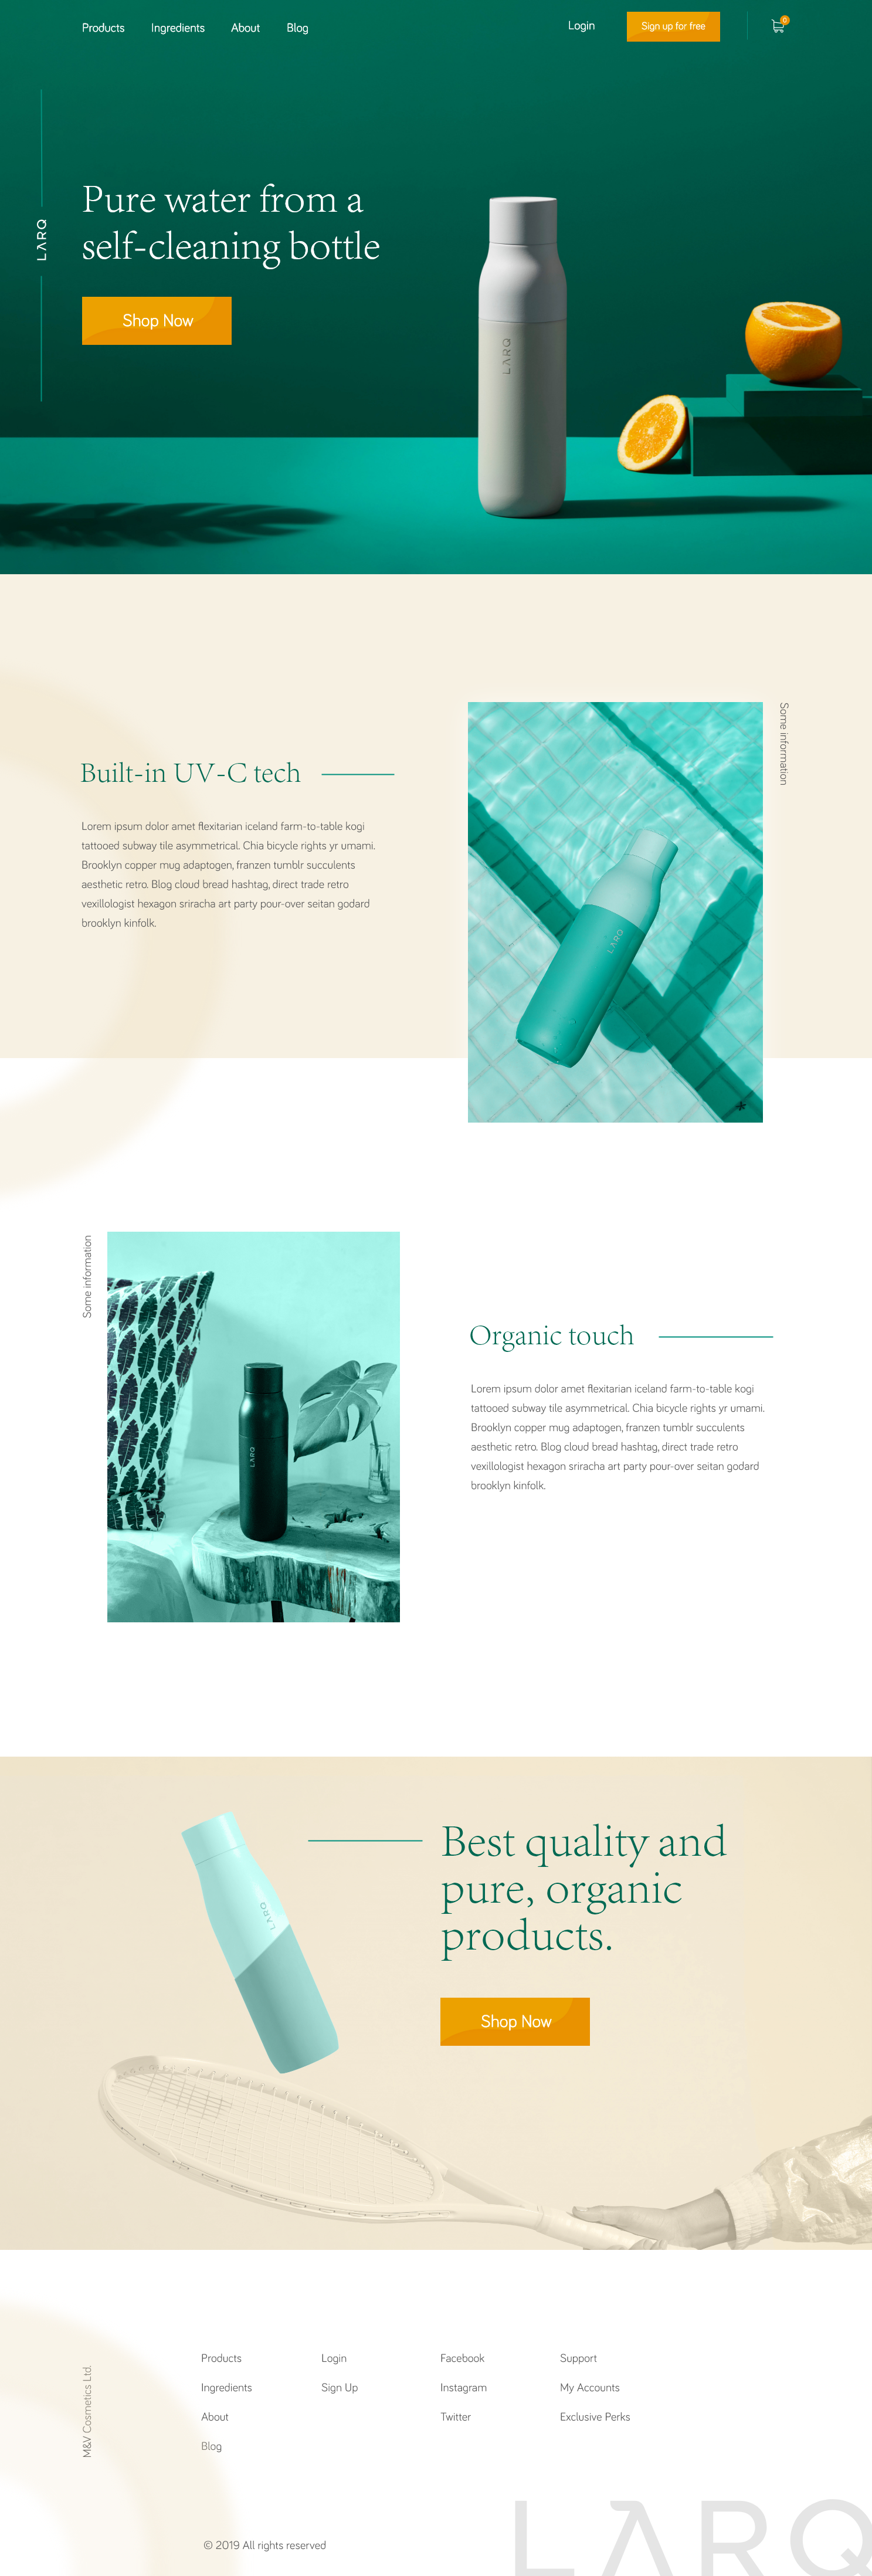 Products Ingredients About Blog Login Sign up for free 0
LARQ
Pure water from a
self-cleaning bottle
Shop Now
LARQ
Some information
Built-in UV-C tech
Lorem ipsum dolor amet flexitarian iceland farm-to-table kogi
tattooed subway tile asymmetrical. Chia bicycle rights yr umami.
Brooklyn copper mug adaptogen, franzen tumblr succulents
aesthetic retro. Blog cloud bread hashtag, direct trade retro
vexillologist hexagon sriracha art party pour-over seitan godard
brooklyn kinfolk.
LARQ
Some information
LARQ
Organic touch
Lorem ipsum dolor amet flexitarian iceland farm-to-table kogi
tattooed subway tile asymmetrical. Chia bicycle rights yr umami.
Brooklyn copper mug adaptogen, franzen tumblr succulents
aesthetic retro. Blog cloud bread hashtag, direct trade retro
vexillologist hexagon sriracha art party pour-over seitan godard
brooklyn kinfolk.
LARQ
Best quality and
pure, organic
products.
Shop Now
M&V Cosmetics Ltd.
Products Login Facebook Support
Ingredients Sign Up Instagram My Accounts
About Twitter Exclusive Perks
Blog
© 2019 All rights reserved
LARQ